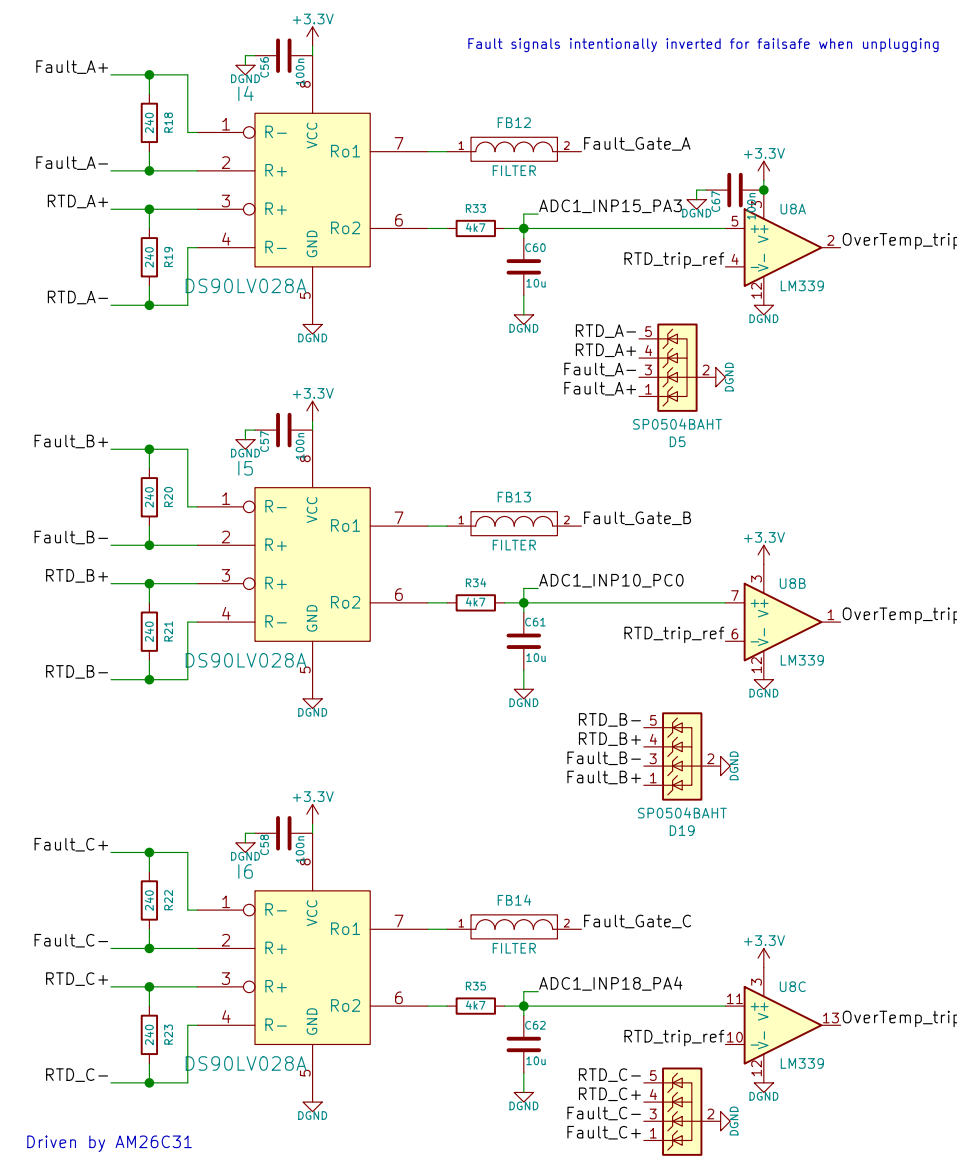 +3.3V
Fault signals intentionally inverted for failsafe when unplugging
Fault_A+
C56
100n
DGND
8
I4
240
R18
1
R-
VCC
Ro1
7
FB12
1
2
FILTER
Fault_Gate_A
Fault_A-
2
R+
RTD_A+
3
R+
Ro2
6
R33
4k7
ADC1_INP15_PA3
C60
10u
DGND
240
R19
4
R-
GND
RTD_A-
DS90LV028A
5
DGND
+3.3V
C67
100n
DGND
3
U8A
5
+
V+
2
OverTemp_trip
RTD_trip_ref
4
-
V-
12
LM339
DGND
RTD_A-
5
RTD_A+
4
Fault_A-
3
2
DGND
Fault_A+
1
SP0504BAHT
D5
+3.3V
Fault_B+
C57
100n
DGND
8
I5
240
R20
1
R-
VCC
Ro1
7
FB13
1
2
FILTER
Fault_Gate_B
Fault_B-
2
R+
RTD_B+
3
R+
Ro2
6
R34
4k7
ADC1_INP10_PC0
C61
10u
DGND
240
R21
4
R-
GND
RTD_B-
DS90LV028A
5
DGND
+3.3V
3
U8B
7
+
V+
1
OverTemp_trip
RTD_trip_ref
6
-
V-
12
LM339
DGND
RTD_B-
5
RTD_B+
4
Fault_B-
3
2
DGND
Fault_B+
1
SP0504BAHT
D19
+3.3V
Fault_C+
C58
100n
DGND
8
I6
240
R22
1
R-
VCC
Ro1
7
FB14
1
2
FILTER
Fault_Gate_C
Fault_C-
2
R+
RTD_C+
3
R+
Ro2
6
R35
4k7
ADC1_INP18_PA4
C62
10u
DGND
240
R23
4
R-
GND
RTD_C-
DS90LV028A
5
DGND
+3.3V
3
U8C
11
+
V+
13
OverTemp_trip
RTD_trip_ref
10
-
V-
12
LM339
DGND
RTD_C-
5
RTD_C+
4
Fault_C-
3
2
DGND
Fault_C+
1
Driven by AM26C31